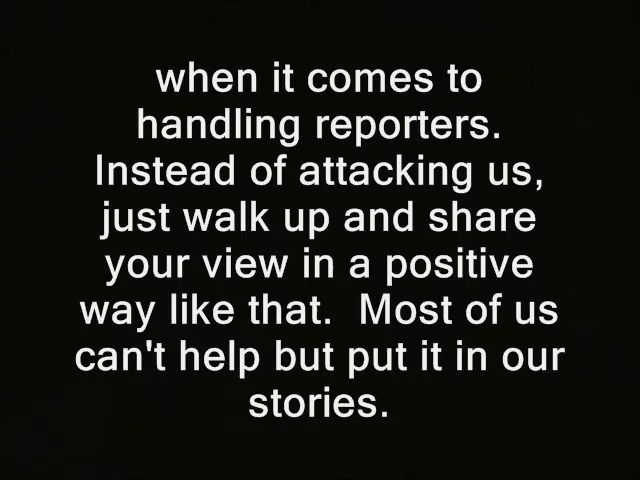 when it comes to
handling reporters.
Instead of attacking us,
just walk up and share
your view in a positive
way like that.  Most of us
can't help but put it in our
stories.